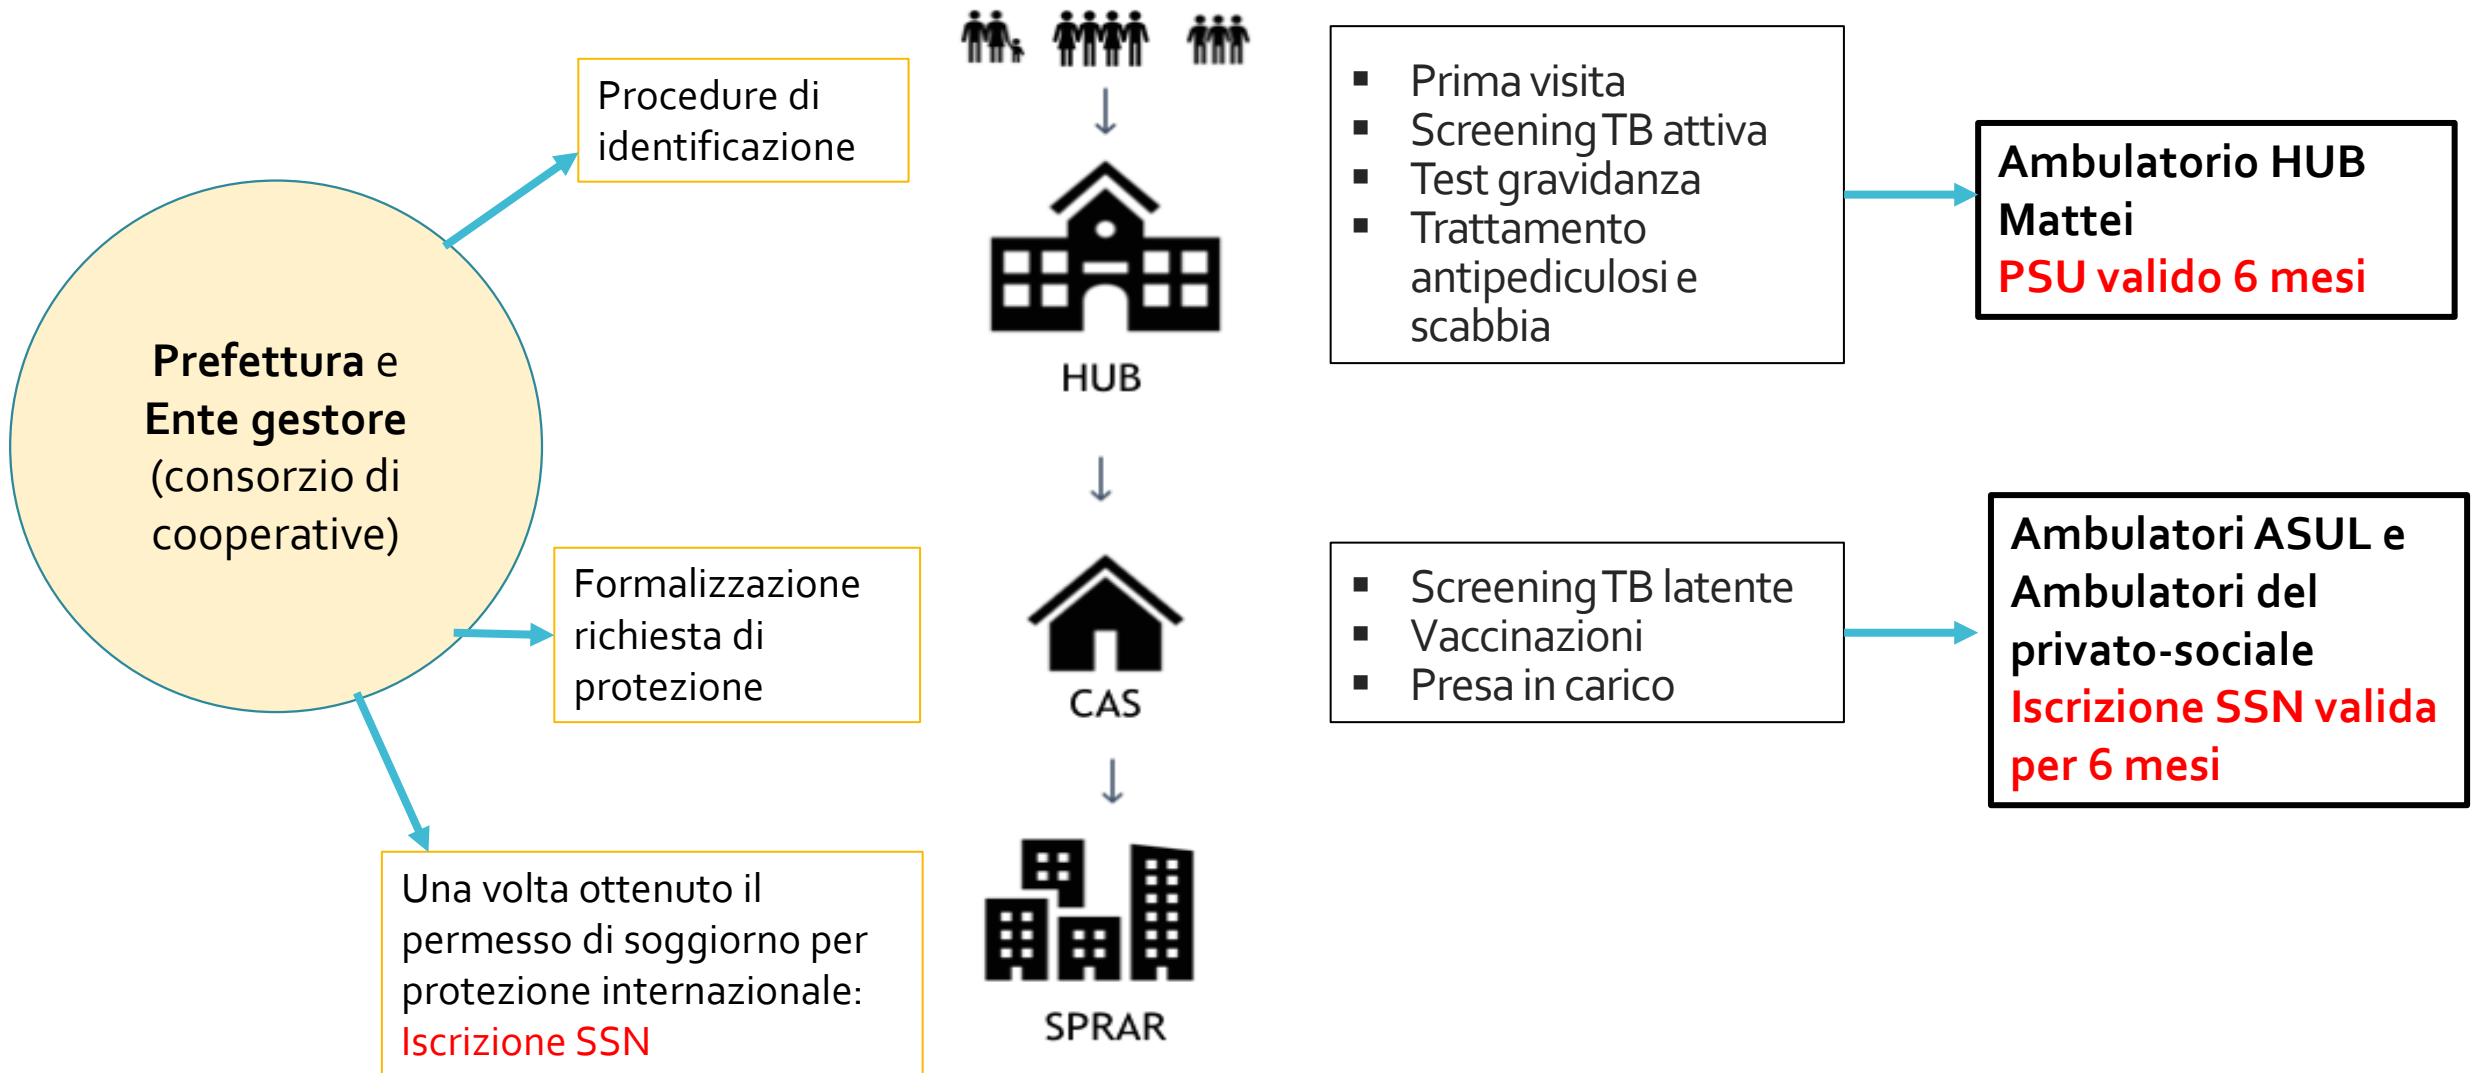 Prefettura e
Ente gestore
(consorzio di
cooperative)
Procedure di
identificazione
Formalizzazione
richiesta di
protezione
Una volta ottenuto il
permesso di soggiorno per
protezione internazionale:
Iscrizione SSN
HUB
CAS
SPRAR
▪ Prima visita
▪ Screening TB attiva
▪ Test gravidanza
▪ Trattamento
antipediculosi e
scabbia
▪ Screening TB latente
▪ Vaccinazioni
▪ Presa in carico
Ambulatorio HUB
Mattei
PSU valido 6 mesi
Ambulatori ASUL e
Ambulatori del
privato-sociale
Iscrizione SSN valida
per 6 mesi